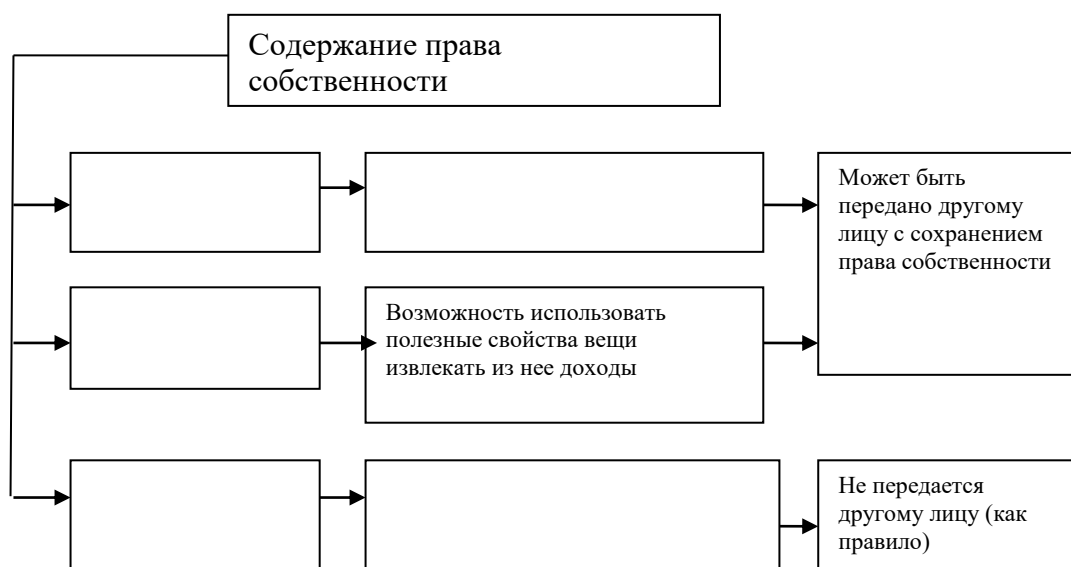 Содержание права
собственности
Может быть
передано другому
лицу с сохранением
права собственности
Возможность использовать
полезные свойства вещи
извлекать из нее доходы
Не передается
другому лицу (как
правило)